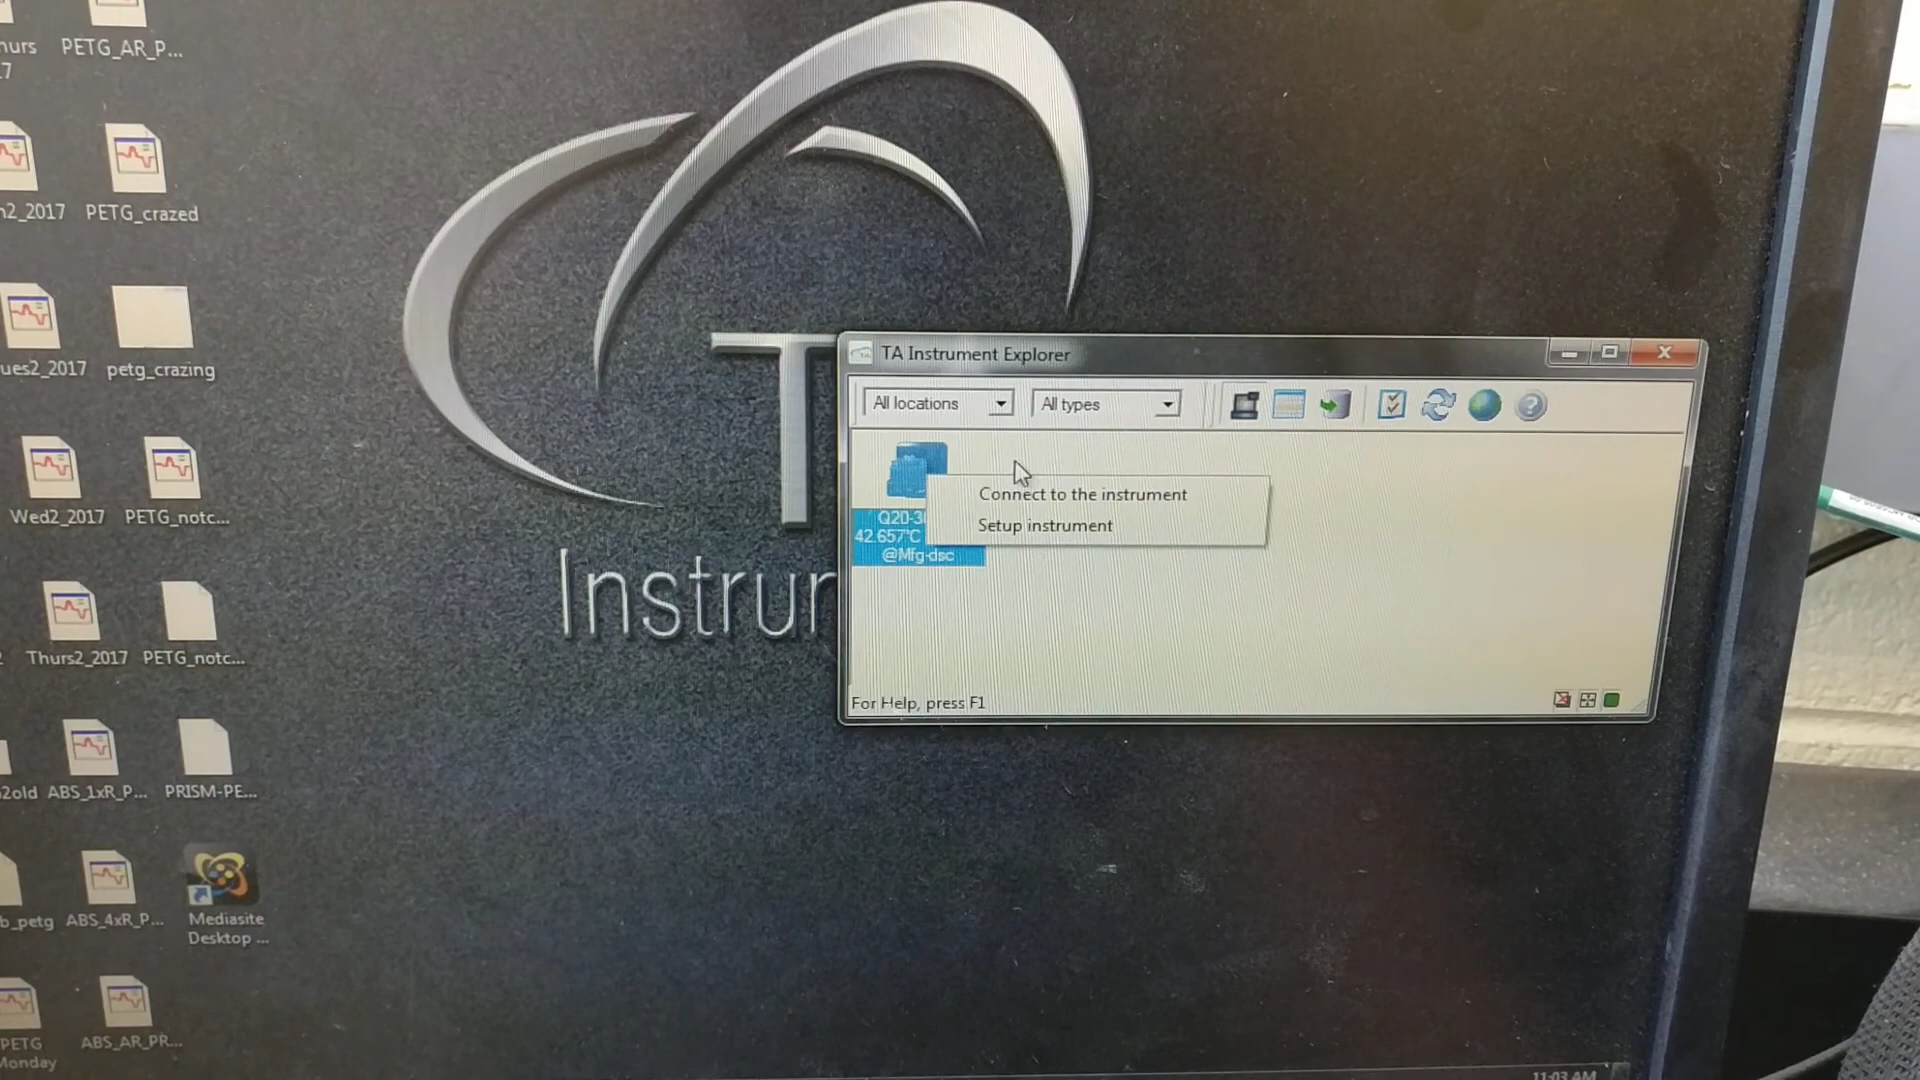 PETG_AR_P...
7
n2_2017
PETG_crazed
ues2_2017
petg_crazing
Wed2_2017
PETG_notc...
Thurs2_2017
PETG_notc...
2old
ABS_1xR_P...
PRISM-PE...
b_petg
ABS_4xR_P...
Mediasite
Desktop ...
PETG
Monday
ABS_AR_PR...
T
Instrum
TA Instrument Explorer
All locations
All types
Connect to the instrument
Setup instrument
Q20-3
42.657°C
@Mfg-dsc
For Help, press F1
11:03 AM